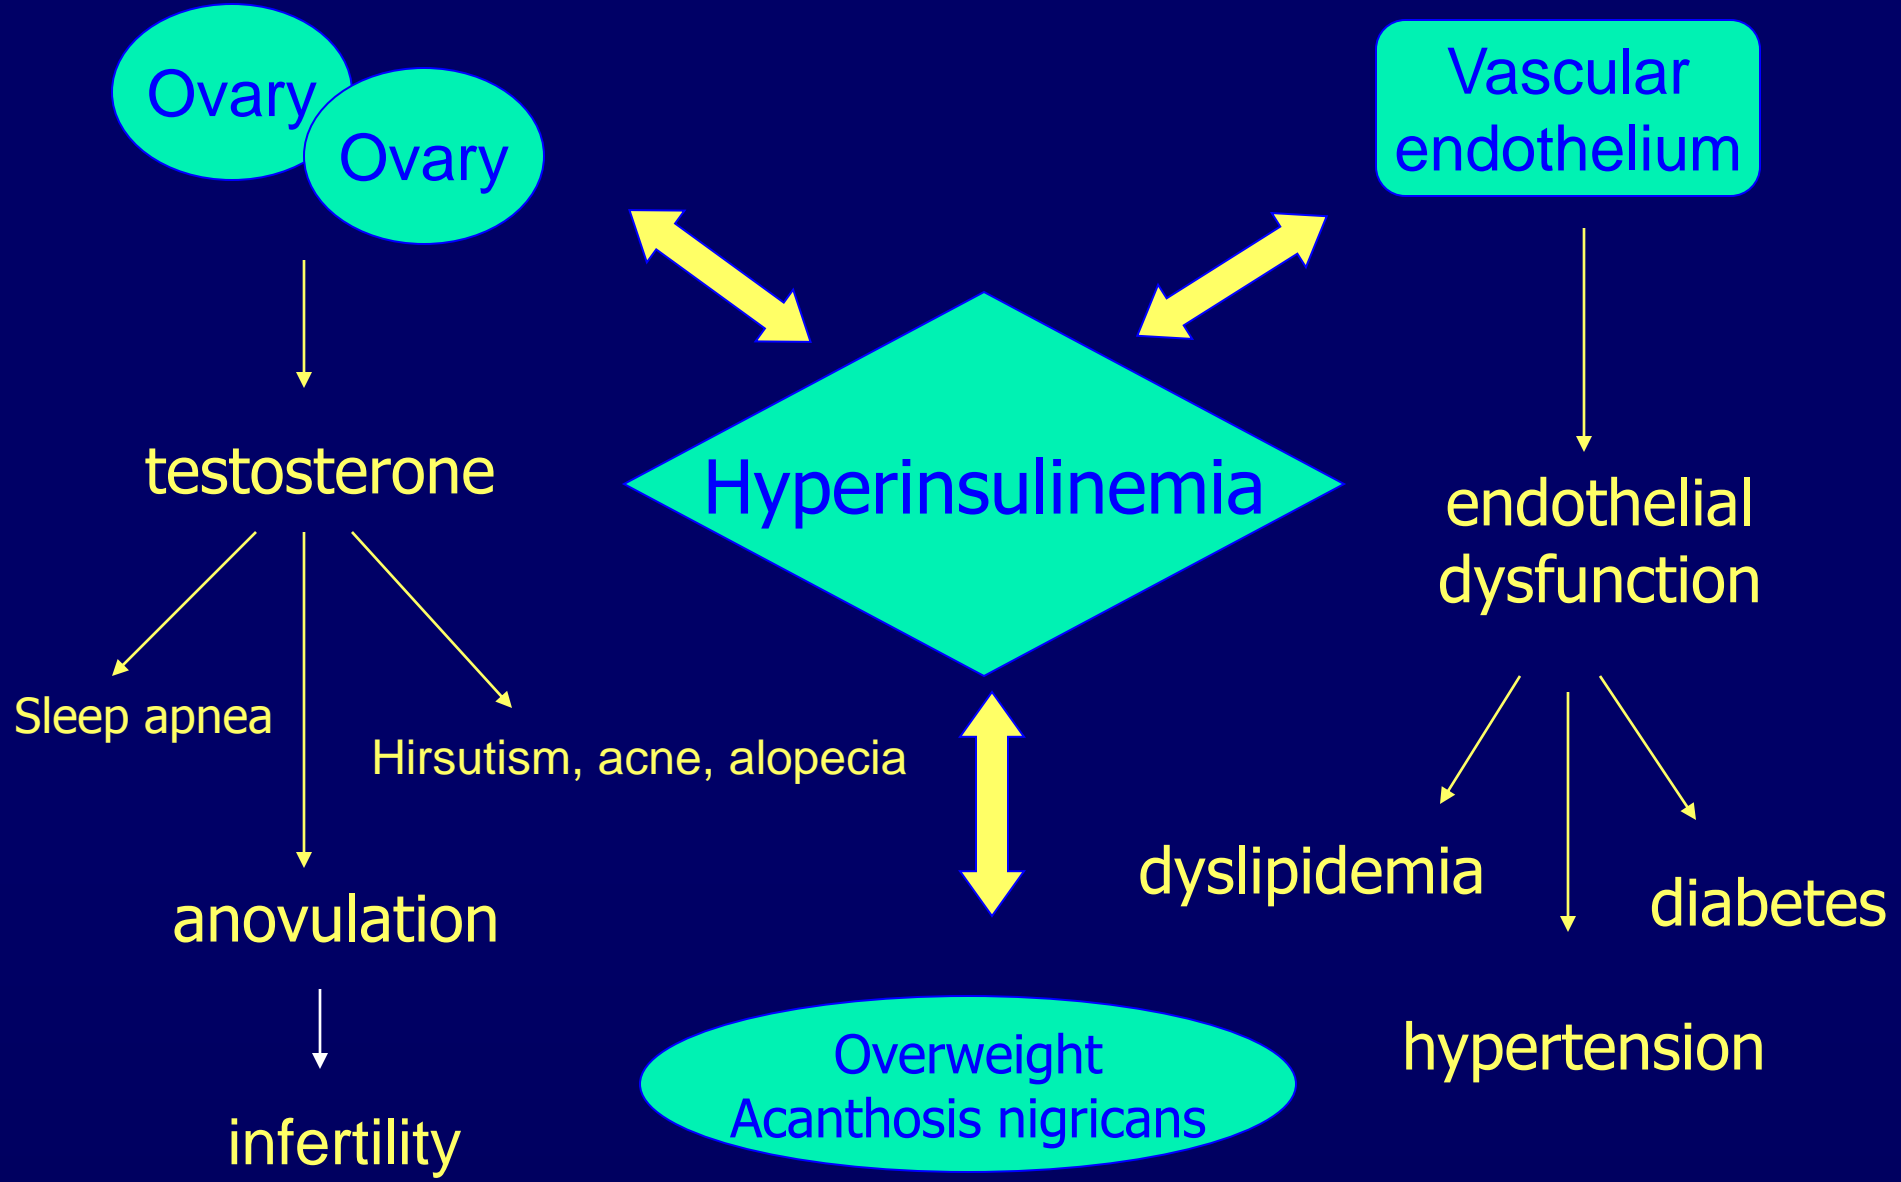 Ovary
Ovary
Vascular
endothelium
testosterone
Hyperinsulinemia
endothelial
dysfunction
Sleep apnea
Hirsutism, acne, alopecia
dyslipidemia
diabetes
anovulation
hypertension
Overweight
Acanthosis nigricans
infertility